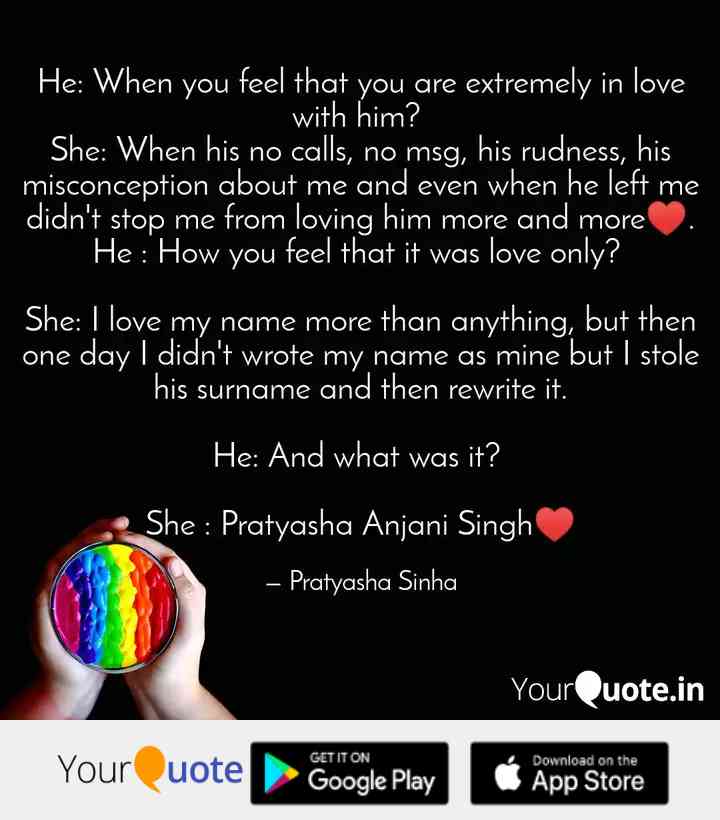 He: When you feel that you are extremely in love
with him?
She: When his no calls, no msg, his rudness, his
misconception about me and even when he left me
didn't stop me from loving him more and more♥️.
He : How you feel that it was love only?
She: I love my name more than anything, but then
one day I didn't wrote my name as mine but I stole
his surname and then rewrite it.
He: And what was it?
She : Pratyasha Anjani Singh♥️
– Pratyasha Sinha
YourQuote.in
YourQuote
GET IT ON
Google Play
Download on the
App Store